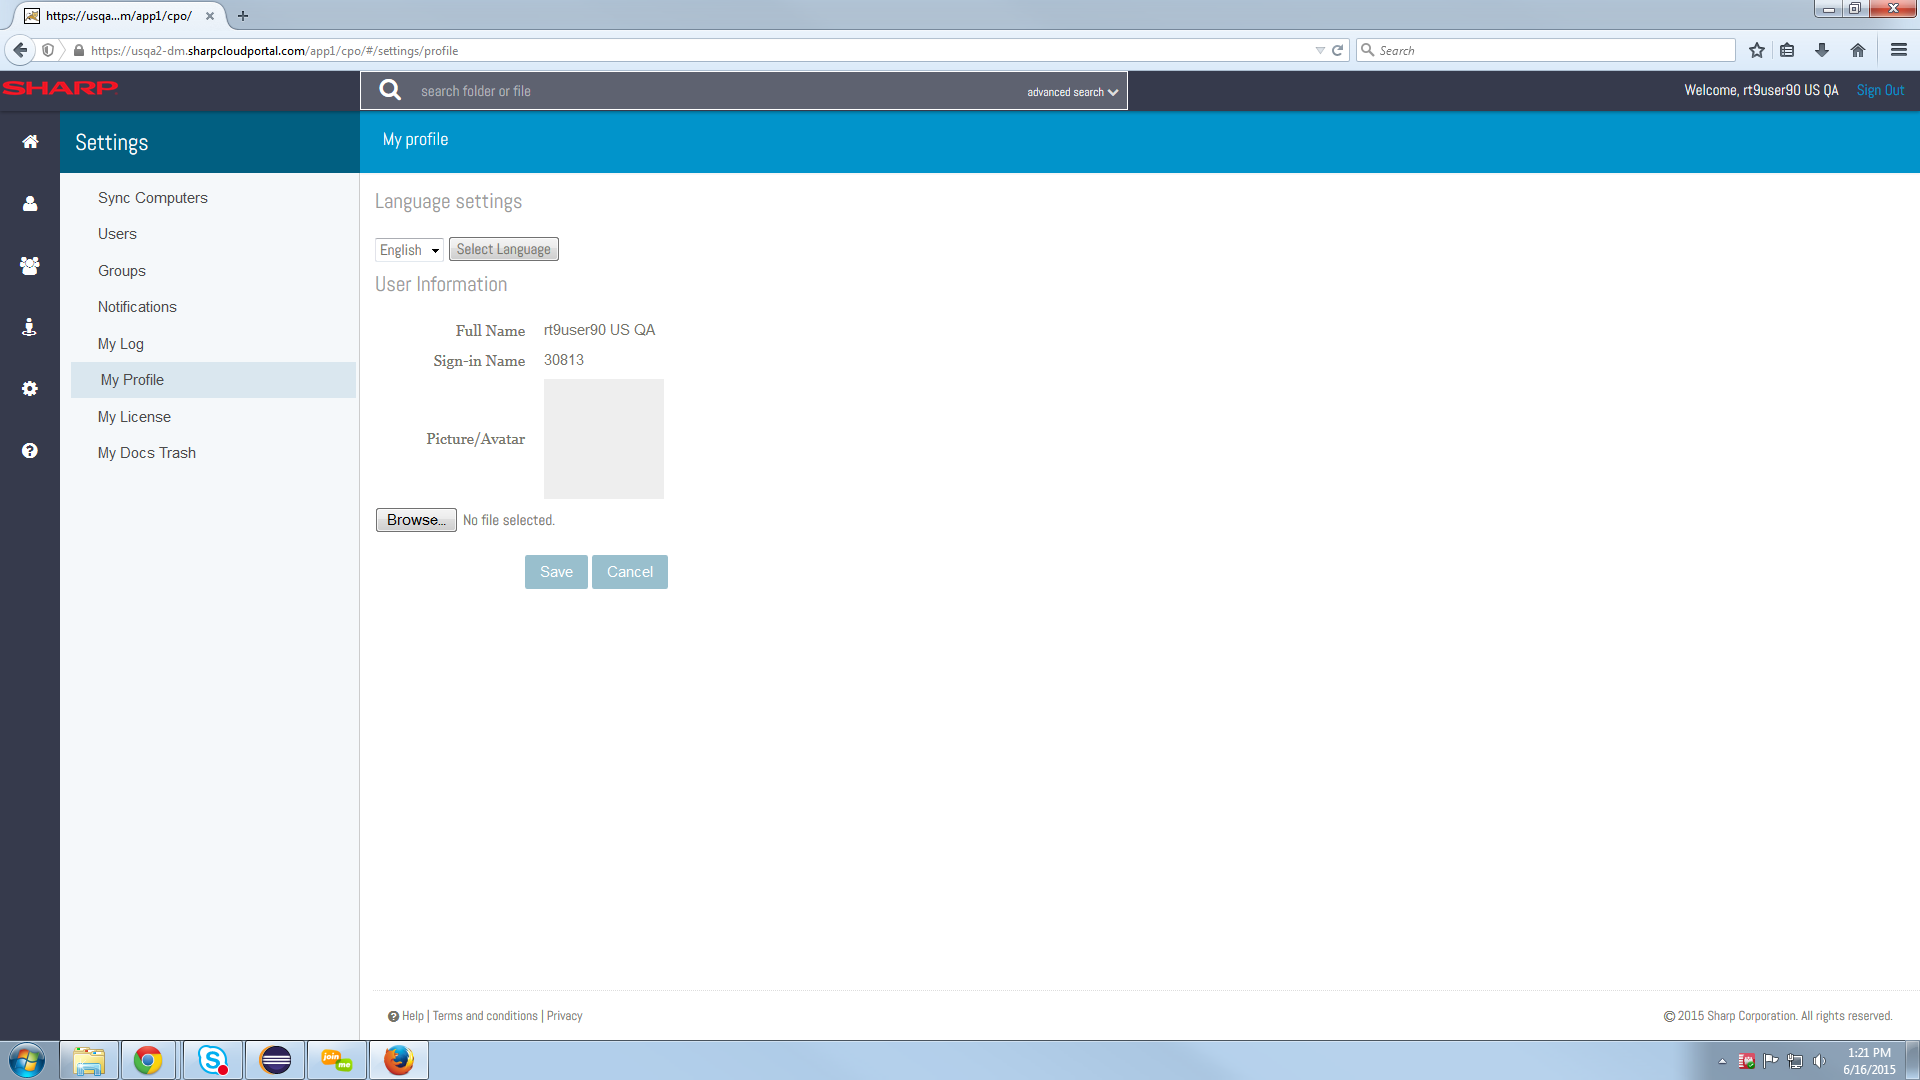 https://usqa...m/app1/cpo/
https://usqa2-dm.sharpcloudportal.com/app1/cpo/#/settings/profile
Search
SHARP
search folder or file
advanced search
Welcome, rt9user90 US QA
Sign Out
Settings
My profile
Sync Computers
Users
Groups
Notifications
My Log
My Profile
My License
My Docs Trash
Language settings
English
Select Language
User Information
Full Name rt9user90 US QA
Sign-in Name 30813
Picture/Avatar
Browse... No file selected.
Save Cancel
Help | Terms and conditions | Privacy
© 2015 Sharp Corporation. All rights reserved.
join me
1:21 PM
6/16/2015